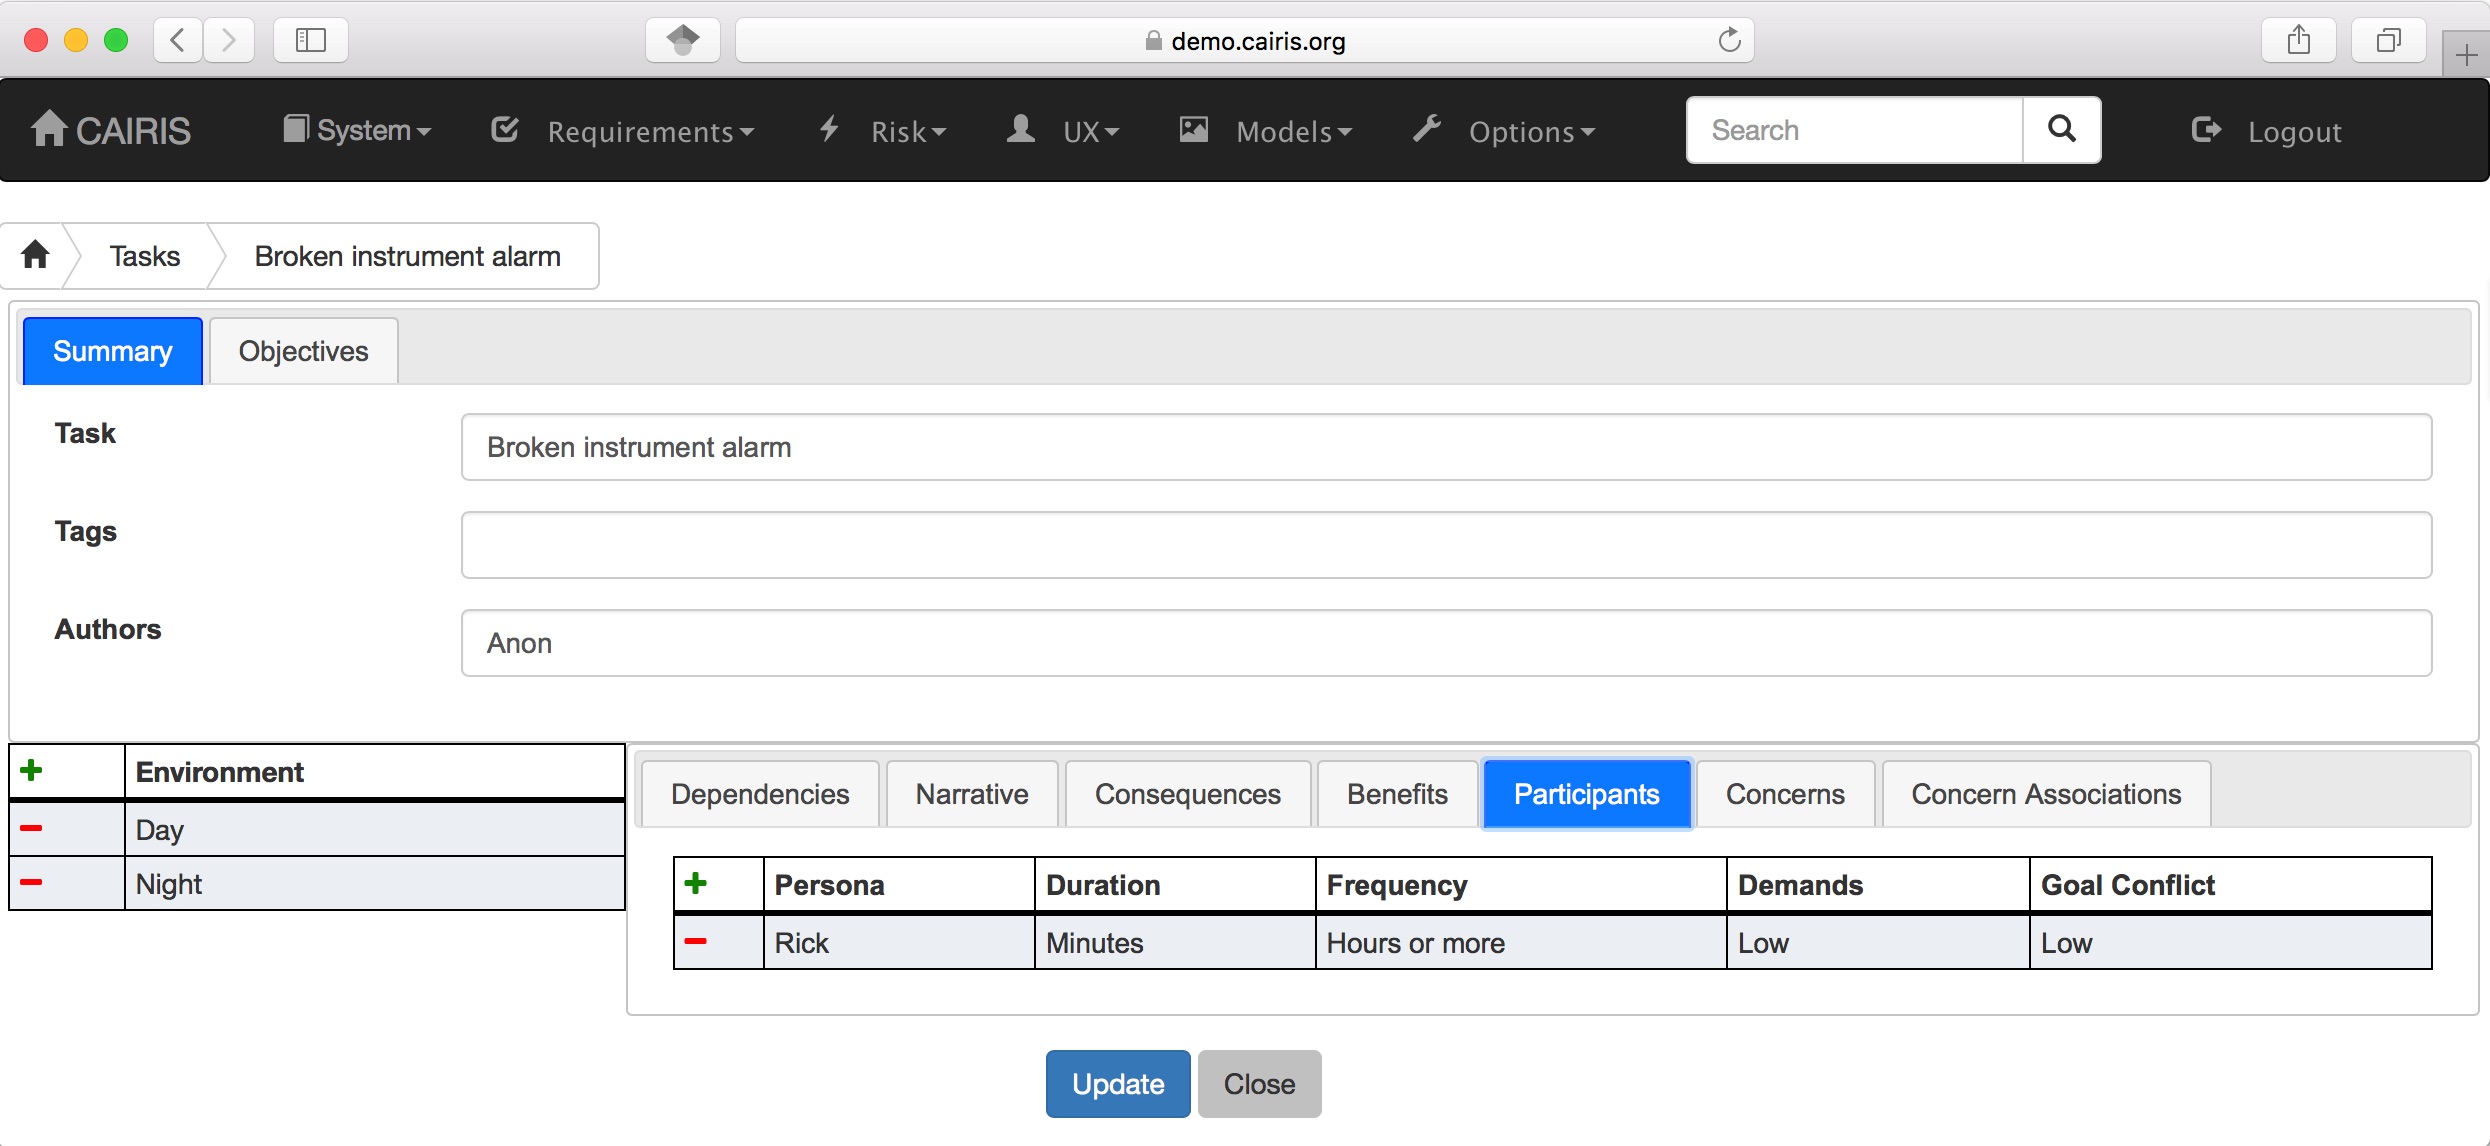 demo.cairis.org
CAIRIS System Requirements Risk UX Models Options Search Logout
Tasks Broken instrument alarm
Summary Objectives
Task Broken instrument alarm
Tags
Authors Anon
Environment
Day
Night
Dependencies Narrative Consequences Benefits Participants Concerns Concern Associations
Persona Duration Frequency Demands Goal Conflict
Rick Minutes Hours or more Low Low
Update Close